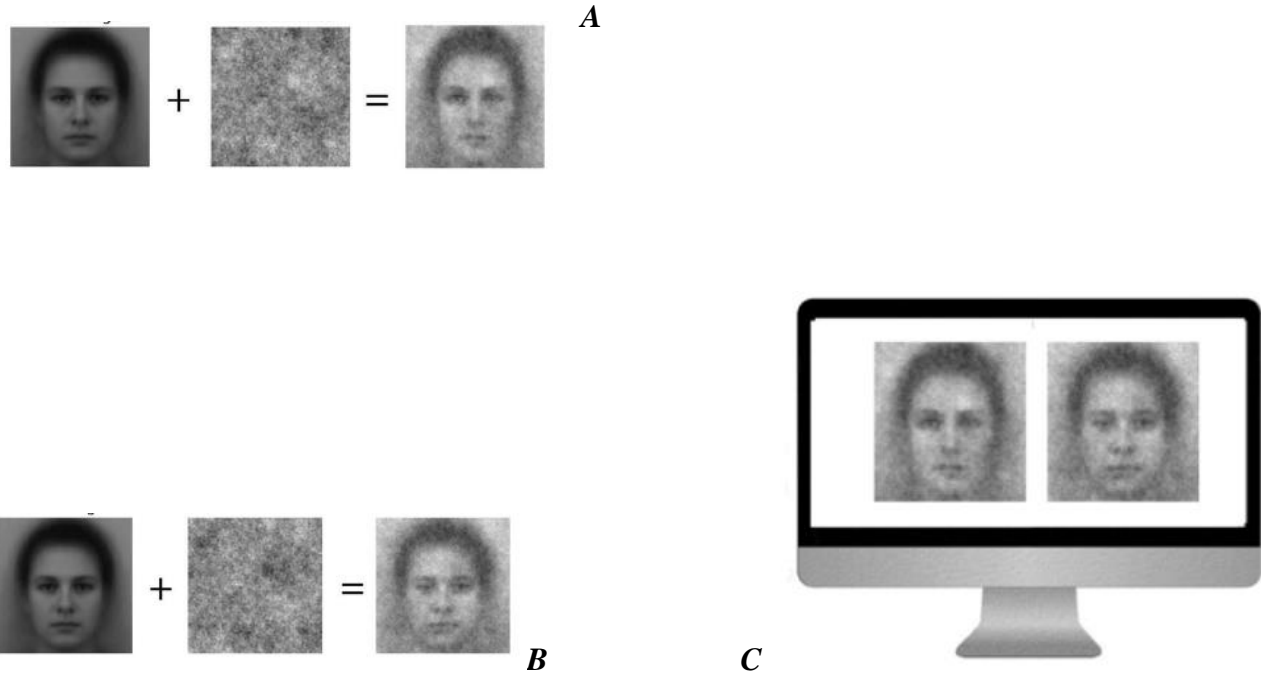 A
+ =
+ =
B
C